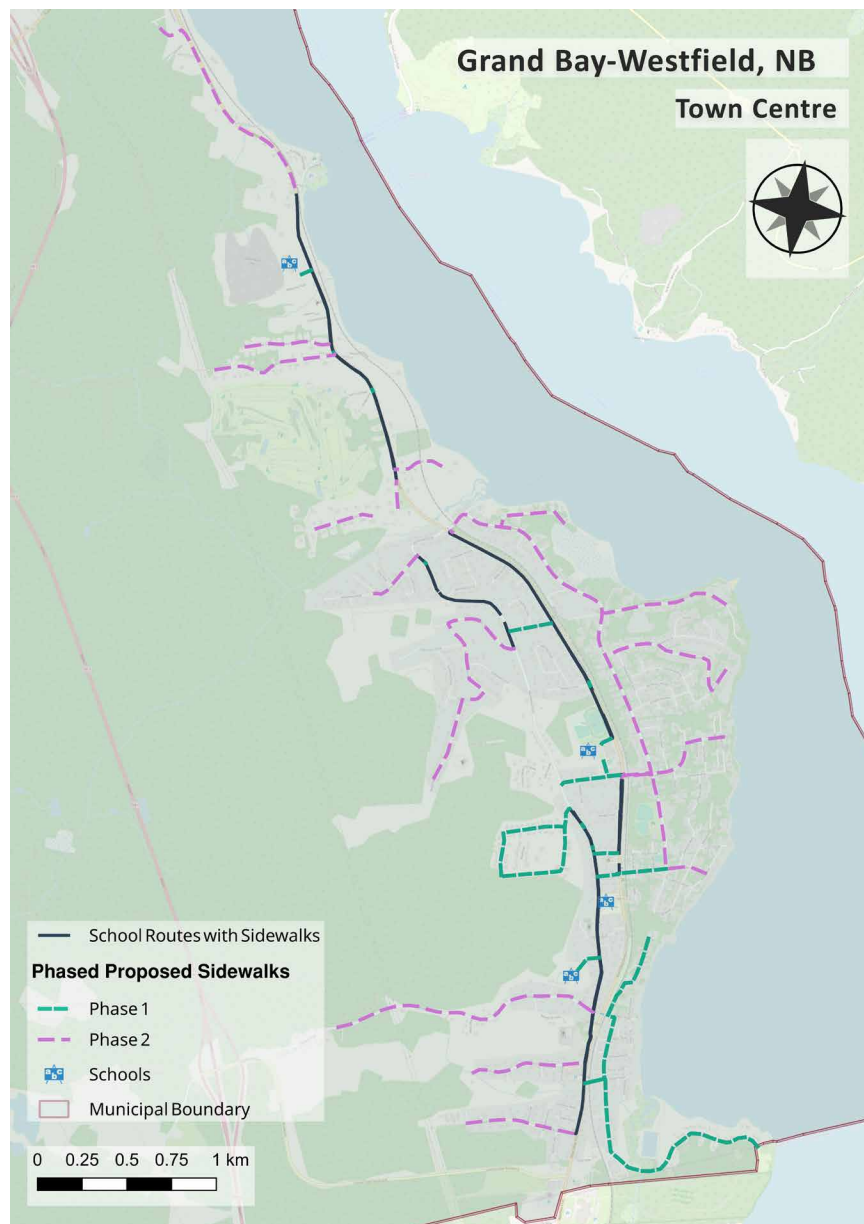 Grand Bay-Westfield, NB
Town Centre
School Routes with Sidewalks
Phased Proposed Sidewalks
Phase 1
Phase 2
Schools
Municipal Boundary
0 0.25 0.5 0.75 1 km